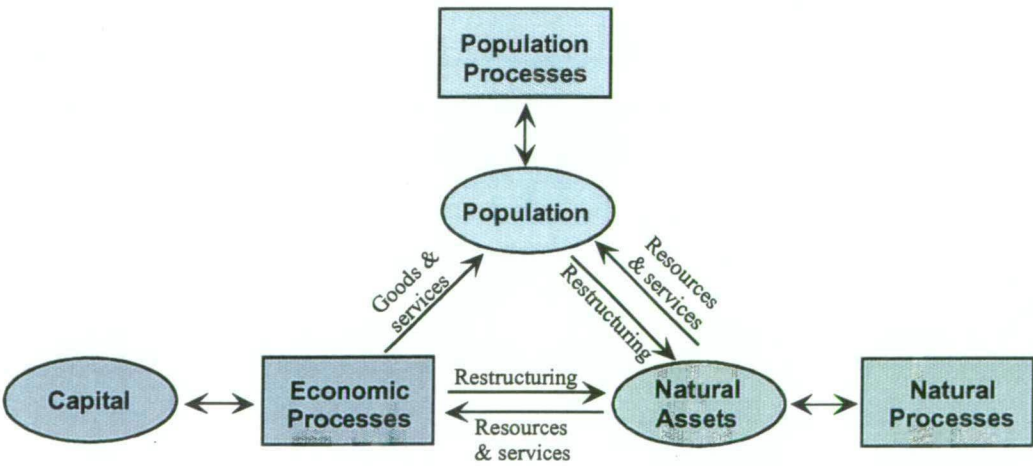 Population
Processes
Population
Goods &
services
Resources
& services
Restructuring
Capital
Economic
Processes
Restructuring
Resources
& services
Natural
Assets
Natural
Processes